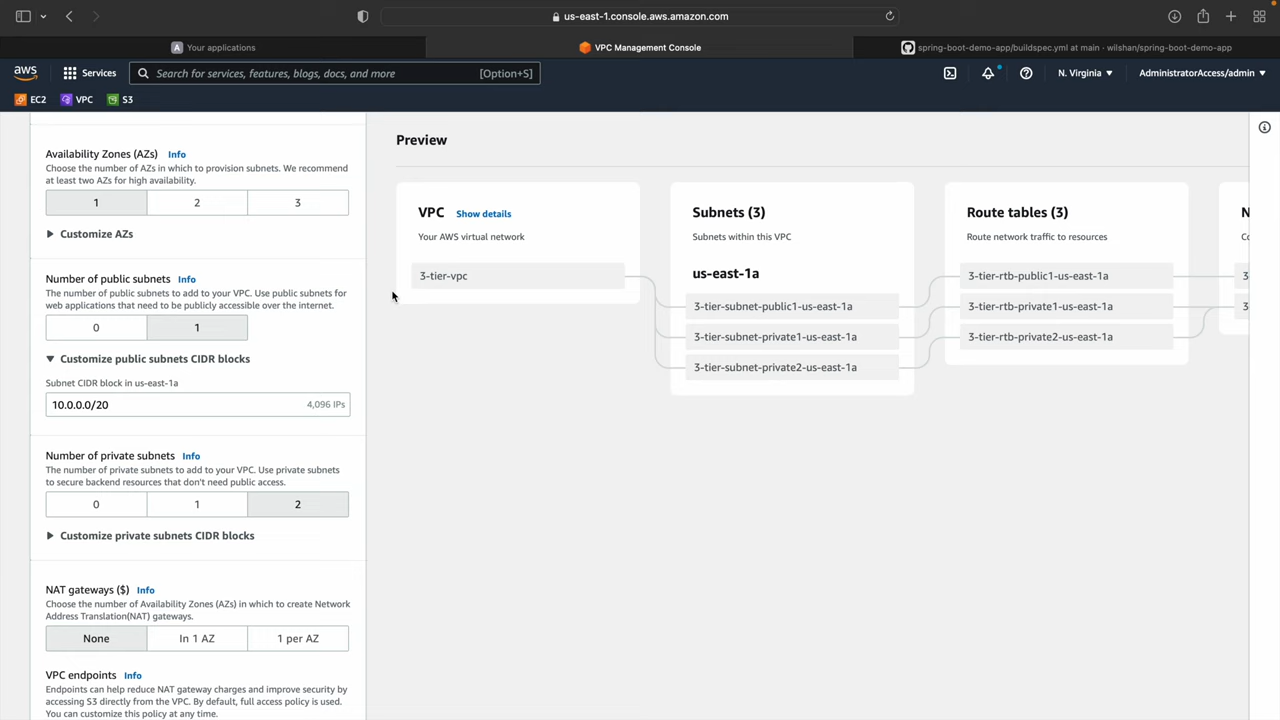 us-east-1.console.aws.amazon.com
Your applications
VPC Management Console
spring-boot-demo-app/buildspec.yml at main · wilshan/spring-boot-demo-app
aws
Services
Search for services, features, blogs, docs, and more
[Option+S]
N. Virginia
AdministratorAccess/admin
EC2
VPC
S3
Availability Zones (AZs) Info
Choose the number of AZs in which to provision subnets. We recommend
at least two AZs for high availability.
1 2 3
Customize AZs
Number of public subnets Info
The number of public subnets to add to your VPC. Use public subnets for
web applications that need to be publicly accessible over the internet.
0 1
Customize public subnets CIDR blocks
Subnet CIDR block in us-east-1a
10.0.0.0/20 4,096 IPs
Number of private subnets Info
The number of private subnets to add to your VPC. Use private subnets
to secure backend resources that don't need public access.
0 1 2
Customize private subnets CIDR blocks
NAT gateways ($) Info
Choose the number of Availability Zones (AZs) in which to create Network
Address Translation(NAT) gateways.
None In 1 AZ 1 per AZ
VPC endpoints Info
Endpoints can help reduce NAT gateway charges and improve security by
accessing S3 directly from the VPC. By default, full access policy is used.
You can customize this policy at any time.
Preview
VPC Show details
Your AWS virtual network
3-tier-vpc
Subnets (3)
Subnets within this VPC
us-east-1a
3-tier-subnet-public1-us-east-1a
3-tier-subnet-private1-us-east-1a
3-tier-subnet-private2-us-east-1a
Route tables (3)
Route network traffic to resources
3-tier-rtb-public1-us-east-1a
3-tier-rtb-private1-us-east-1a
3-tier-rtb-private2-us-east-1a
N
3
3